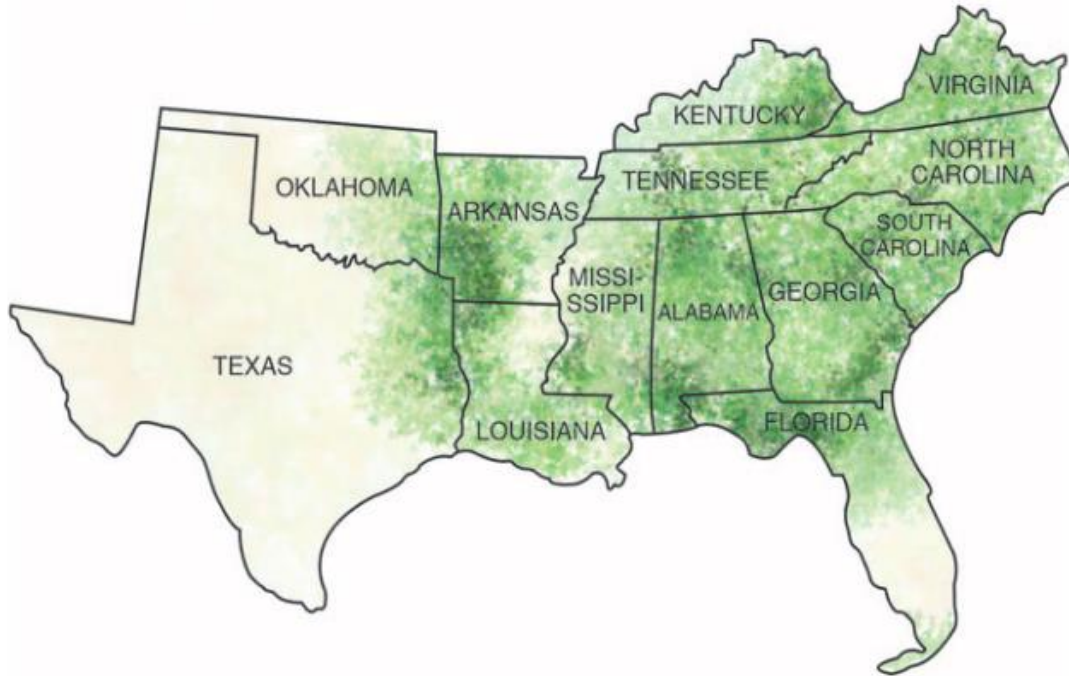 VIRGINIA
KENTUCKY
NORTH
CAROLINA
TENNESSEE
OKLAHOMA
ARKANSAS
SOUTH
CAROLINA
MISSI-
SSIPPI
GEORGIA
ALABAMA
TEXAS
LOUISIANA
FLORIDA